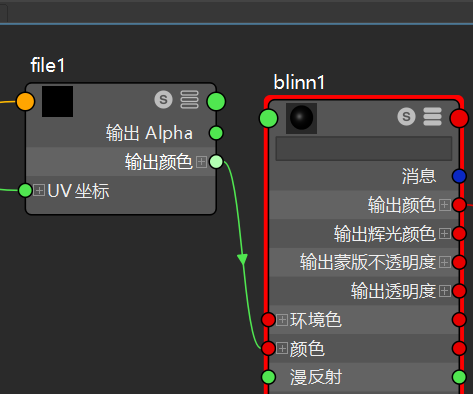 file1
S
输出 Alpha
输出颜色
UV 坐标
blinn1
S
消息
输出颜色
输出辉光颜色
输出蒙版不透明度
输出透明度
环境色
颜色
漫反射